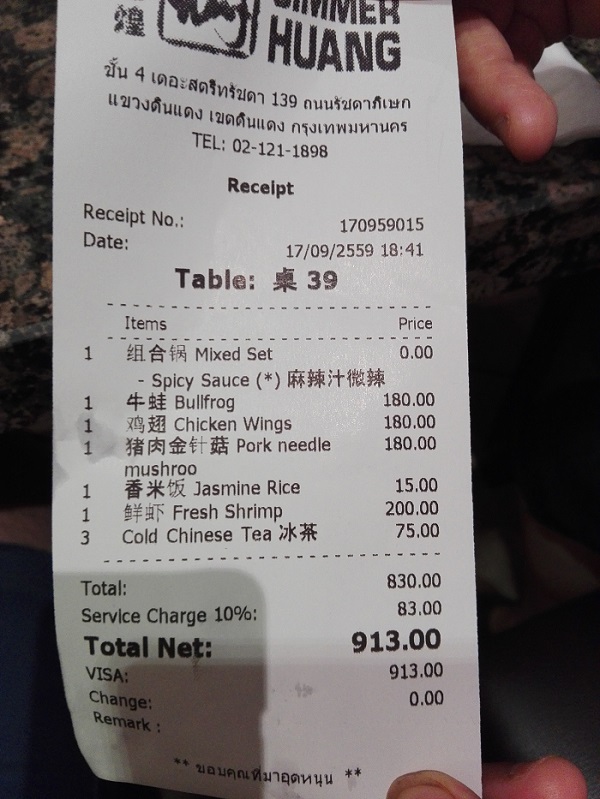 煌
HUANG
ชั้น 4 เดอะสตรีทรัชดา 139 ถนนรัชดาภิเษก
แขวงดินแดง เขตดินแดง กรุงเทพมหานคร
TEL: 02-121-1898
Receipt
Receipt No.: 170959015
Date: 17/09/2559 18:41
Table: 桌 39
Items Price
1 组合锅 Mixed Set 0.00
- Spicy Sauce (*) 麻辣汁微辣
1 牛蛙 Bullfrog 180.00
1 鸡翅 Chicken Wings 180.00
1 猪肉金针菇 Pork needle 180.00
mushroo
1 香米饭 Jasmine Rice 15.00
1 鲜虾 Fresh Shrimp 200.00
3 Cold Chinese Tea 冰茶 75.00
Total: 830.00
Service Charge 10%: 83.00
Total Net: 913.00
VISA: 913.00
Change: 0.00
Remark :
** ขอบคุณที่มาอุดหนุน **